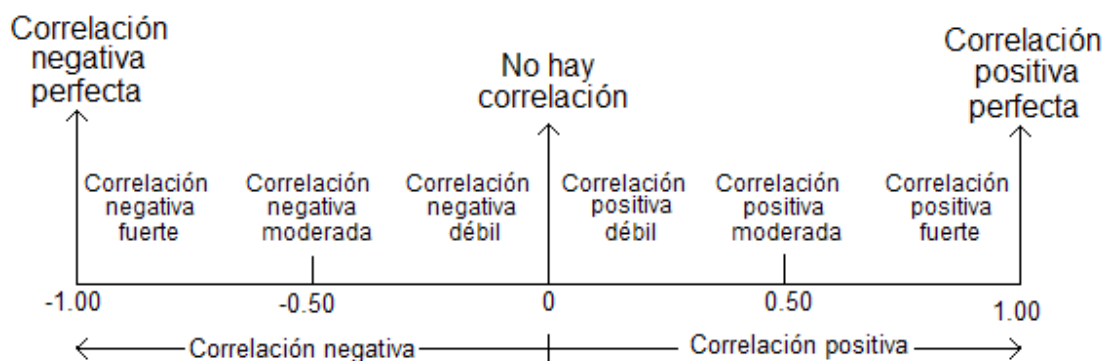 Correlación
negativa
perfecta
No hay
correlación
Correlación
positiva
perfecta
Correlación
negativa
fuerte
Correlación
negativa
moderada
Correlación
negativa
débil
Correlación
positiva
débil
Correlación
positiva
moderada
Correlación
positiva
fuerte
-1.00
-0.50
0
0.50
1.00
Correlación negativa
Correlación positiva